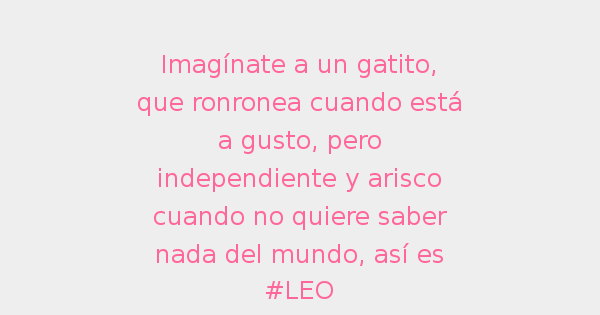 Imagínate a un gatito,
que ronronea cuando está
a gusto, pero
independiente y arisco
cuando no quiere saber
nada del mundo, así es
#LEO